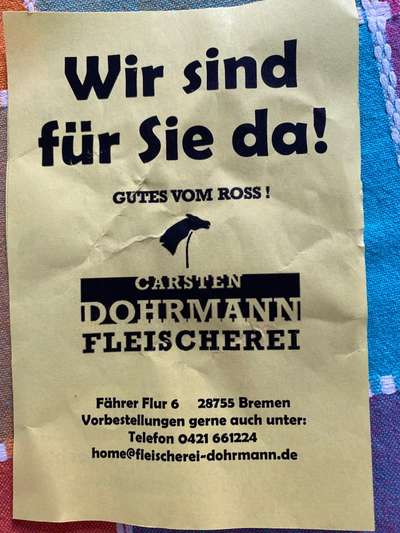 Wir sind
für Sie da!
GUTES VOM ROSS !
CARSTEN
DOHRMANN
FLEISCHEREI
Fährer Flur 6 28755 Bremen
Vorbestellungen gerne auch unter:
Telefon 0421 661224
home@fleischerei-dohrmann.de